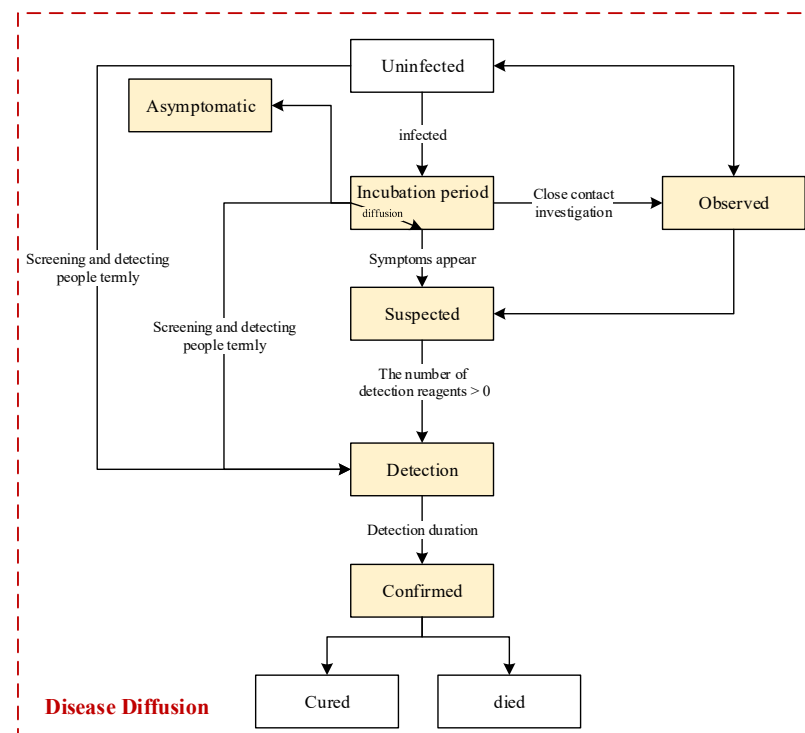 Uninfected
Asymptomatic
infected
Incubation period
diffusion
Close contact
investigation
Observed
Screening and detecting
people termly
Symptoms appear
Suspected
Screening and detecting
people termly
The number of
detection reagents > 0
Detection
Detection duration
Confirmed
Cured
died
Disease Diffusion